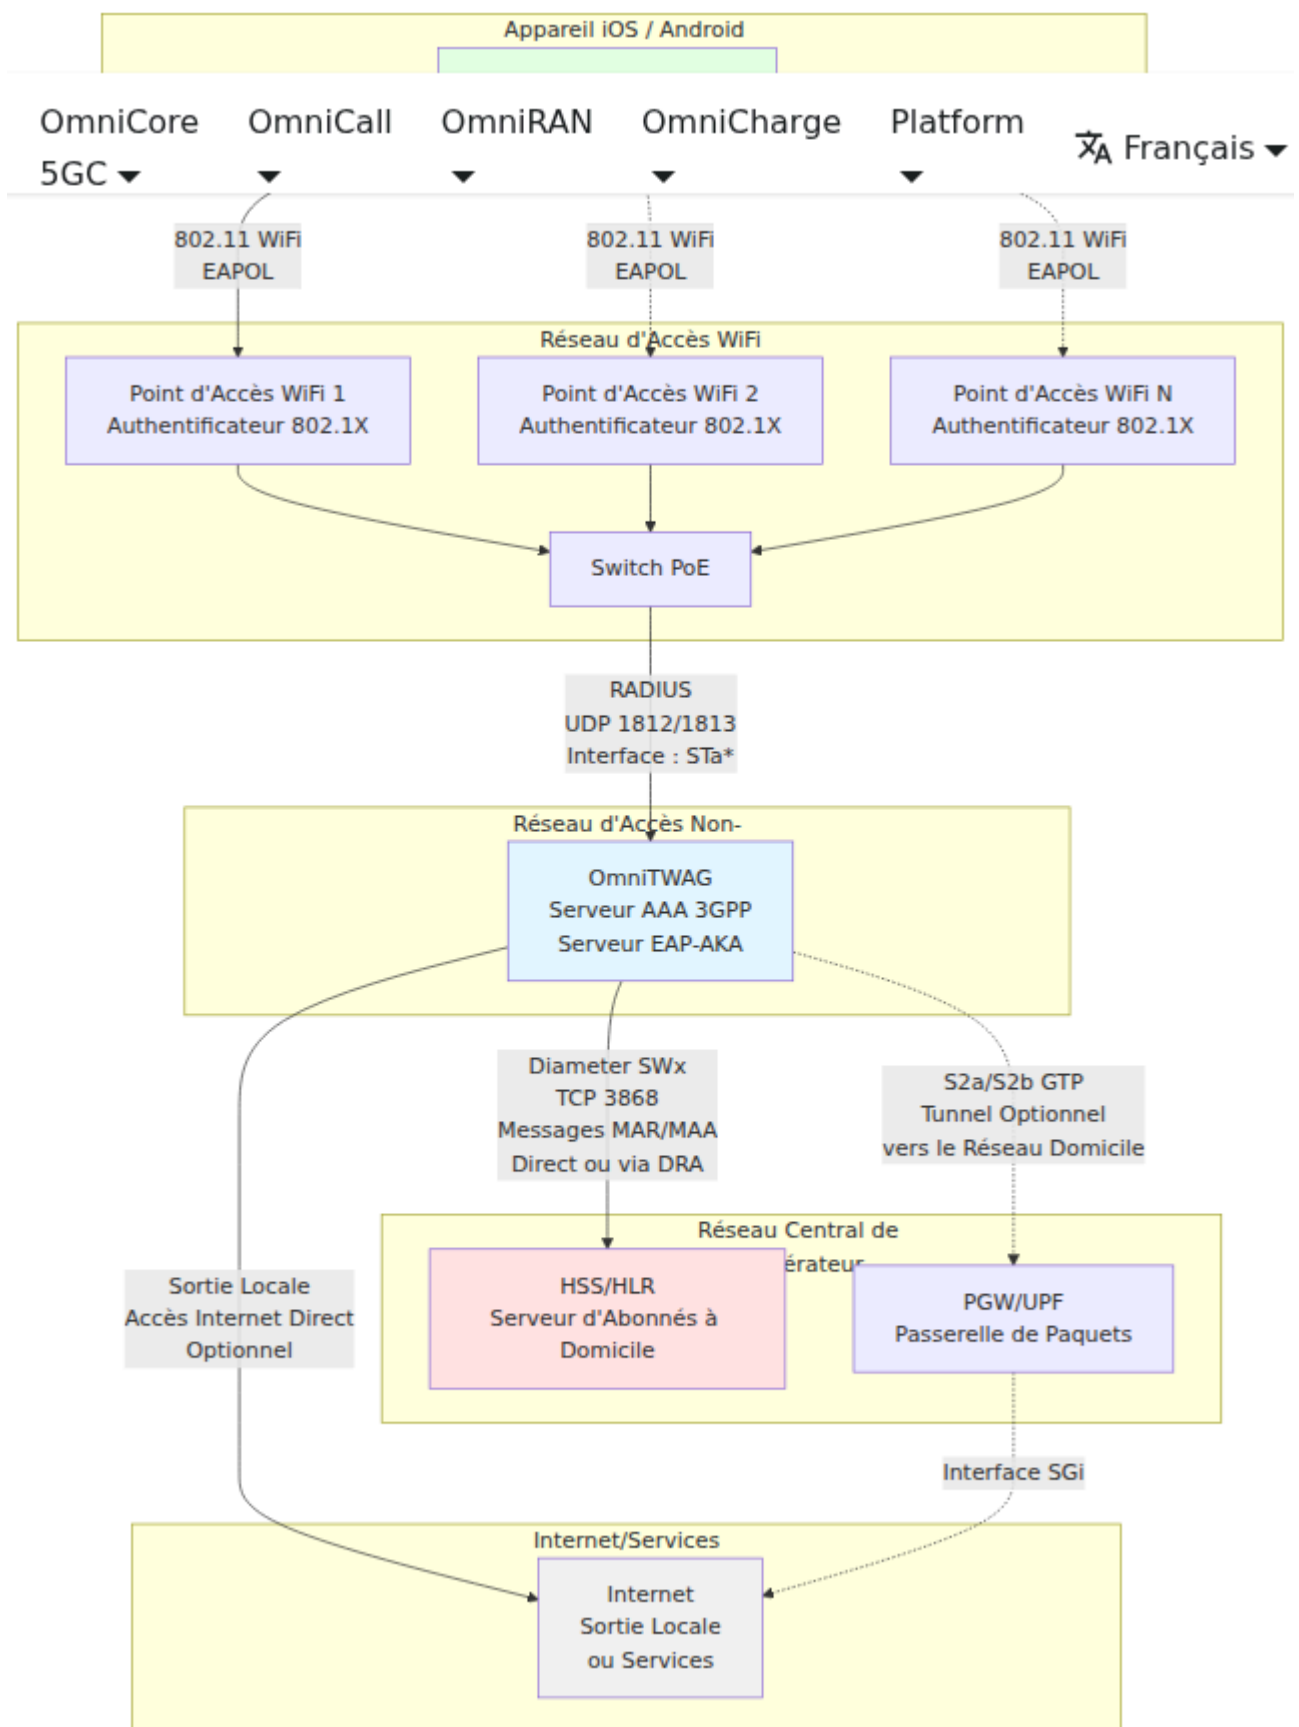 Appareil iOS / Android
OmniCore
5GC
OmniCall
OmniRAN
OmniCharge
Platform
Français
802.11 WiFi
EAPOL
802.11 WiFi
EAPOL
802.11 WiFi
EAPOL
Réseau d'Accès WiFi
Point d'Accès WiFi 1
Authentificateur 802.1X
Point d'Accès WiFi 2
Authentificateur 802.1X
Point d'Accès WiFi N
Authentificateur 802.1X
Switch PoE
RADIUS
UDP 1812/1813
Interface : STa*
Réseau d'Accès Non-
OmniTWAG
Serveur AAA 3GPP
Serveur EAP-AKA
Diameter SWx
TCP 3868
Messages MAR/MAA
Direct ou via DRA
S2a/S2b GTP
Tunnel Optionnel
vers le Réseau Domicile
Réseau Central de
érateur
HSS/HLR
Serveur d'Abonnés à
Domicile
PGW/UPF
Passerelle de Paquets
Sortie Locale
Accès Internet Direct
Optionnel
Interface SGi
Internet/Services
Internet
Sortie Locale
ou Services